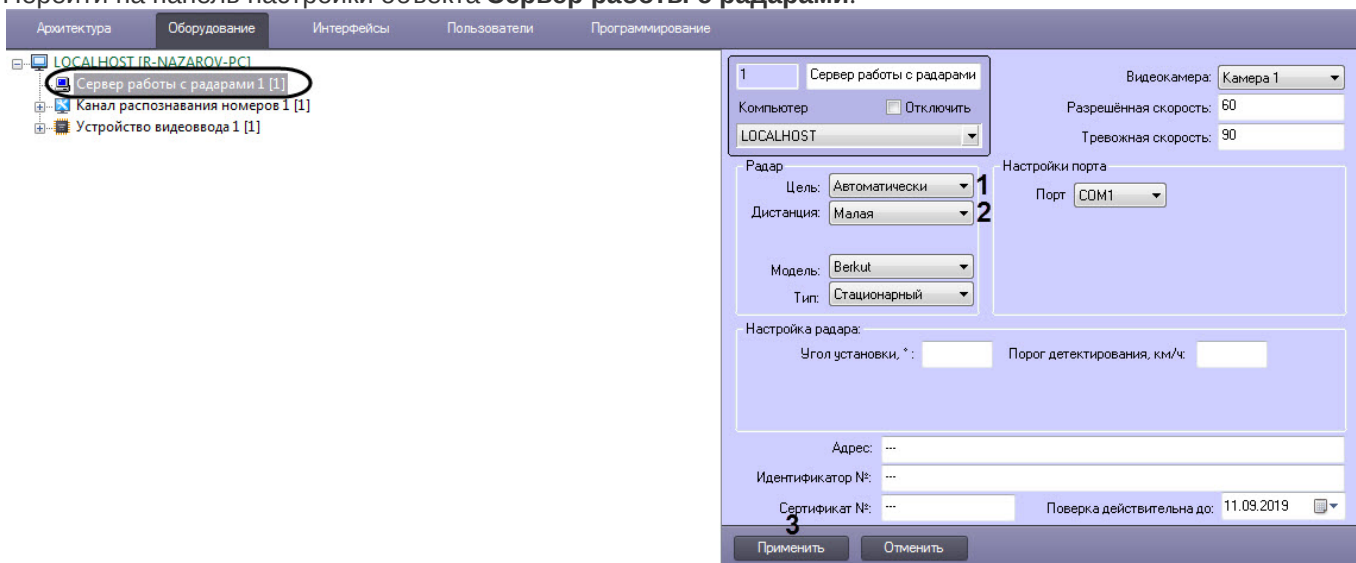 Перейти на панель настройки объекта Сервер работы с радарами.
Архитектура Оборудование Интерфейсы Пользователи Программирование
LOCALHOST [R-NAZAROV-PC]
Сервер работы с радарами 1 [1]
Канал распознавания номеров 1 [1]
Устройство видеоввода 1 [1]
1 Сервер работы с радарами
Компьютер Отключить
LOCALHOST
Видеокамера: Камера 1
Разрешённая скорость: 60
Тревожная скорость: 90
Радар
Цель: Автоматически 1
Дистанция: Малая 2
Модель: Berkut
Тип: Стационарный
Настройки порта
Порт COM1
Настройка радара:
Угол установки, ° : Порог детектирования, км/ч:
Адрес: ---
Идентификатор №: ---
Сертификат №: --- Поверка действительна до: 11.09.2019
3
Применить Отменить